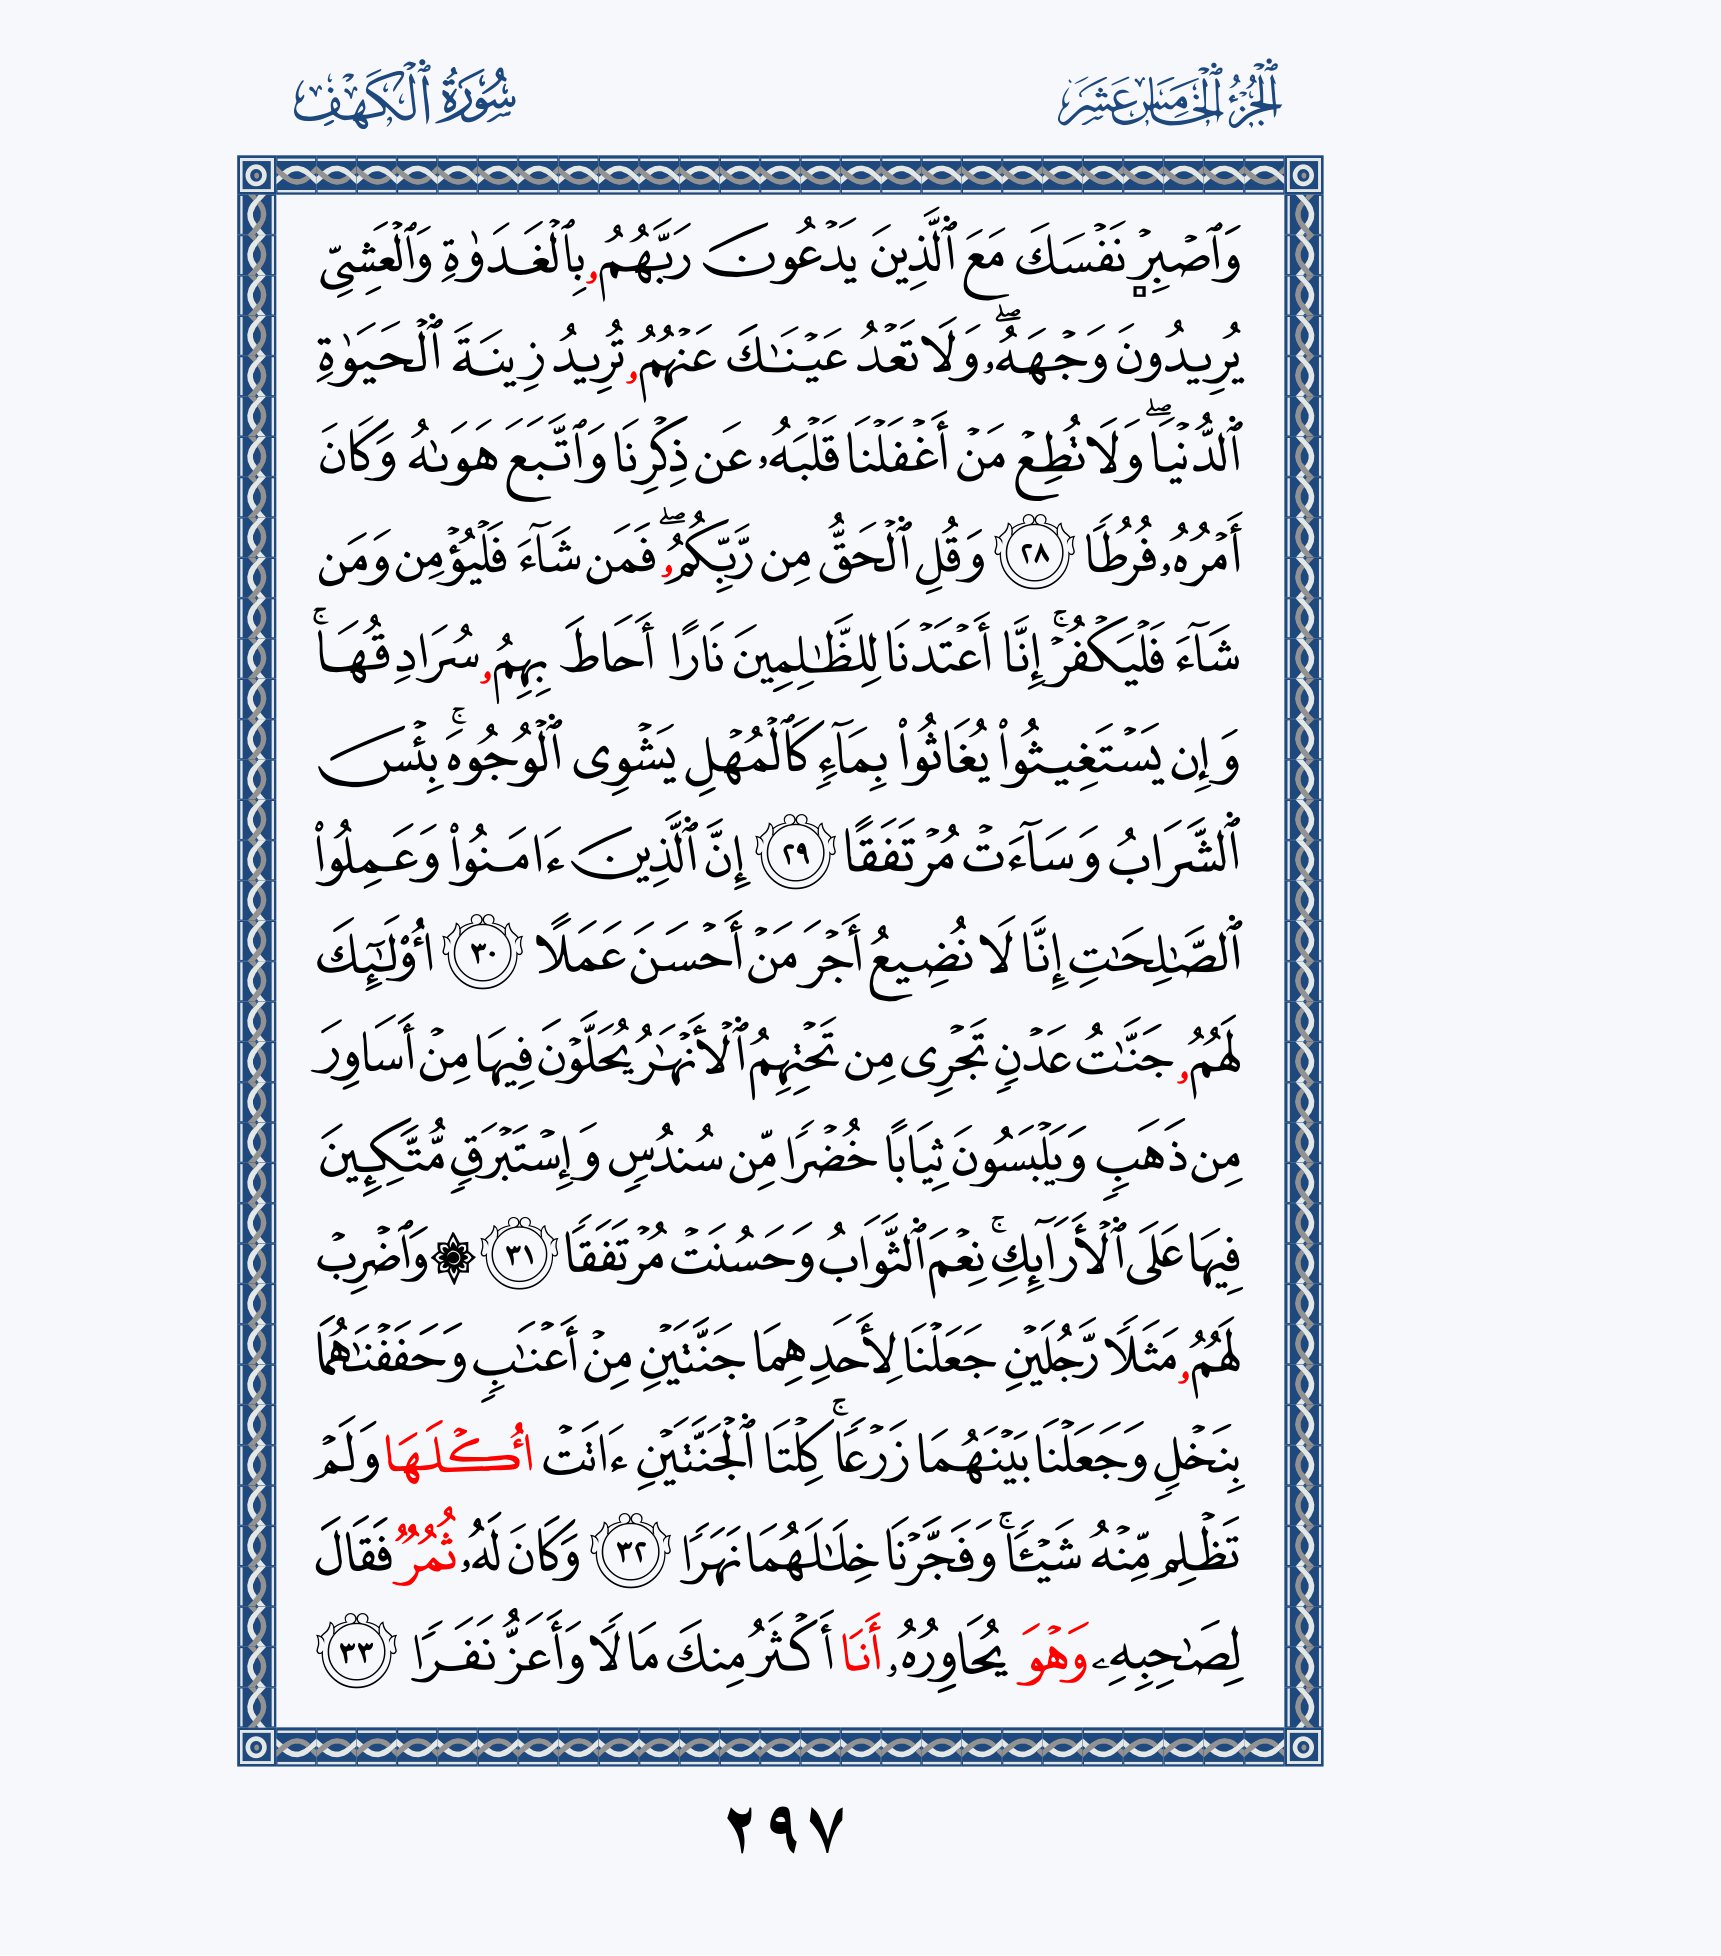 ٱلْجُزْءُ ٱلْخَامِسَ عَشَرَ
سُورَةُ ٱلْكَهْفِ
وَٱصْبِرْ نَفْسَكَ مَعَ ٱلَّذِينَ يَدْعُونَ رَبَّهُمُۥ بِٱلْغَدَوٰةِ وَٱلْعَشِىِّ
يُرِيدُونَ وَجْهَهُۥۖ وَلَا تَعْدُ عَيْنَـٰكَ عَنْهُمُۥ تُرِيدُ زِينَةَ ٱلْحَيَوٰةِ
ٱلدُّنْيَاۖ وَلَا تُطِعْ مَنْ أَغْفَلْنَا قَلْبَهُۥ عَن ذِكْرِنَا وَٱتَّبَعَ هَوَىٰهُ وَكَانَ
أَمْرُهُۥ فُرُطًا ٢٨ وَقُلِ ٱلْحَقُّ مِن رَّبِّكُمُۥۖ فَمَن شَآءَ فَلْيُؤْمِن وَمَن
شَآءَ فَلْيَكْفُرْۚ إِنَّا أَعْتَدْنَا لِلظَّـٰلِمِينَ نَارًا أَحَاطَ بِهِمُۥ سُرَادِقُهَاۚ
وَإِن يَسْتَغِيثُوا۟ يُغَاثُوا۟ بِمَآءٍ كَٱلْمُهْلِ يَشْوِى ٱلْوُجُوهَۚ بِئْسَ
ٱلشَّرَابُ وَسَآءَتْ مُرْتَفَقًا ٢٩ إِنَّ ٱلَّذِينَ ءَامَنُوا۟ وَعَمِلُوا۟
ٱلصَّـٰلِحَـٰتِ إِنَّا لَا نُضِيعُ أَجْرَ مَنْ أَحْسَنَ عَمَلًا ٣٠ أُو۟لَـٰٓئِكَ
لَهُمُۥ جَنَّـٰتُ عَدْنٍ تَجْرِى مِن تَحْتِهِمُ ٱلْأَنْهَـٰرُ يُحَلَّوْنَ فِيهَا مِنْ أَسَاوِرَ
مِن ذَهَبٍ وَيَلْبَسُونَ ثِيَابًا خُضْرًا مِّن سُندُسٍ وَإِسْتَبْرَقٍ مُّتَّكِـِٔينَ
فِيهَا عَلَى ٱلْأَرَآئِكِۚ نِعْمَ ٱلثَّوَابُ وَحَسُنَتْ مُرْتَفَقًا ٣١ ۞ وَٱضْرِبْ
لَهُمُۥ مَثَلًا رَّجُلَيْنِ جَعَلْنَا لِأَحَدِهِمَا جَنَّتَيْنِ مِنْ أَعْنَـٰبٍ وَحَفَفْنَـٰهُمَا
بِنَخْلٍ وَجَعَلْنَا بَيْنَهُمَا زَرْعًاۚ كِلْتَا ٱلْجَنَّتَيْنِ ءَاتَتْ أُكْلَهَا وَلَمْ
تَظْلِم مِّنْهُ شَيْـًٔاۚ وَفَجَّرْنَا خِلَـٰلَهُمَا نَهَرًا ٣٢ وَكَانَ لَهُۥ ثُمُرٌ فَقَالَ
لِصَـٰحِبِهِۦ وَهْوَ يُحَاوِرُهُۥ أَنَا أَكْثَرُ مِنكَ مَالًا وَأَعَزُّ نَفَرًا ٣٣
٢٩٧